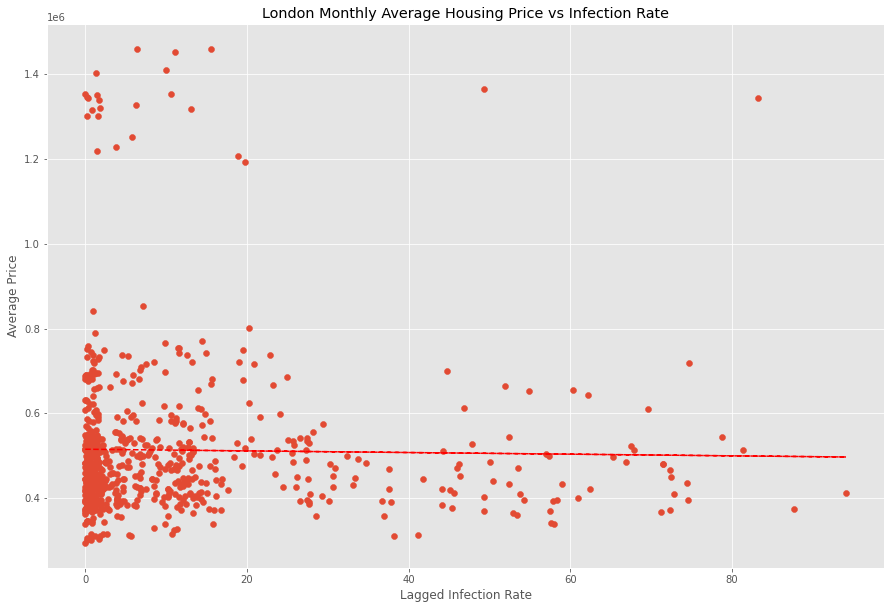 London Monthly Average Housing Price vs Infection Rate
1e6
1.4
1.2
1.0
0.8
0.6
0.4
Average Price
0
20
40
60
80
Lagged Infection Rate